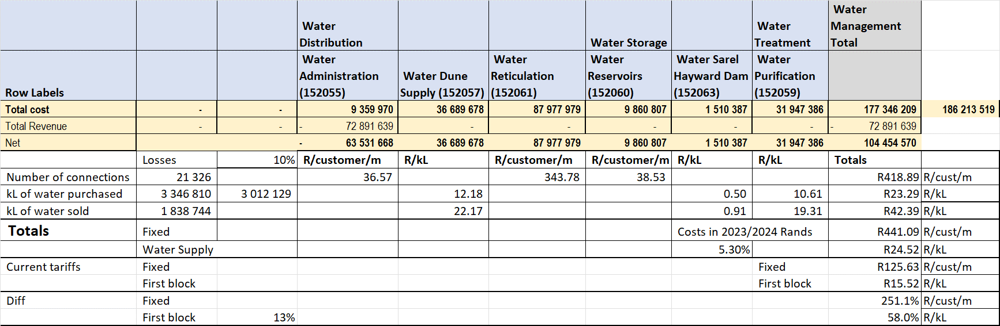 Water Distribution Water Storage Water Treatment Water Management Total
Row Labels Water Administration (152055) Water Dune Supply (152057) Water Reticulation (152061) Water Reservoirs (152060) Water Sarel Hayward Dam (152063) Water Purification (152059)
Total cost - - 9 359 970 36 689 678 87 977 979 9 860 807 1 510 387 31 947 386 177 346 209 186 213 519
Total Revenue - - - 72 891 639 - - - - - - 72 891 639
Net - 63 531 668 36 689 678 87 977 979 9 860 807 1 510 387 31 947 386 104 454 570
Losses 10% R/customer/m R/kL R/customer/m R/customer/m R/kL R/kL Totals
Number of connections 21 326 36.57 343.78 38.53 R418.89 R/cust/m
kL of water purchased 3 346 810 3 012 129 12.18 0.50 10.61 R23.29 R/kL
kL of water sold 1 838 744 22.17 0.91 19.31 R42.39 R/kL
Totals Fixed Costs in 2023/2024 Rands R441.09 R/cust/m
Water Supply 5.30% R24.52 R/kL
Current tariffs Fixed Fixed R125.63 R/cust/m
First block First block R15.52 R/kL
Diff Fixed 251.1% R/cust/m
First block 13% 58.0% R/kL